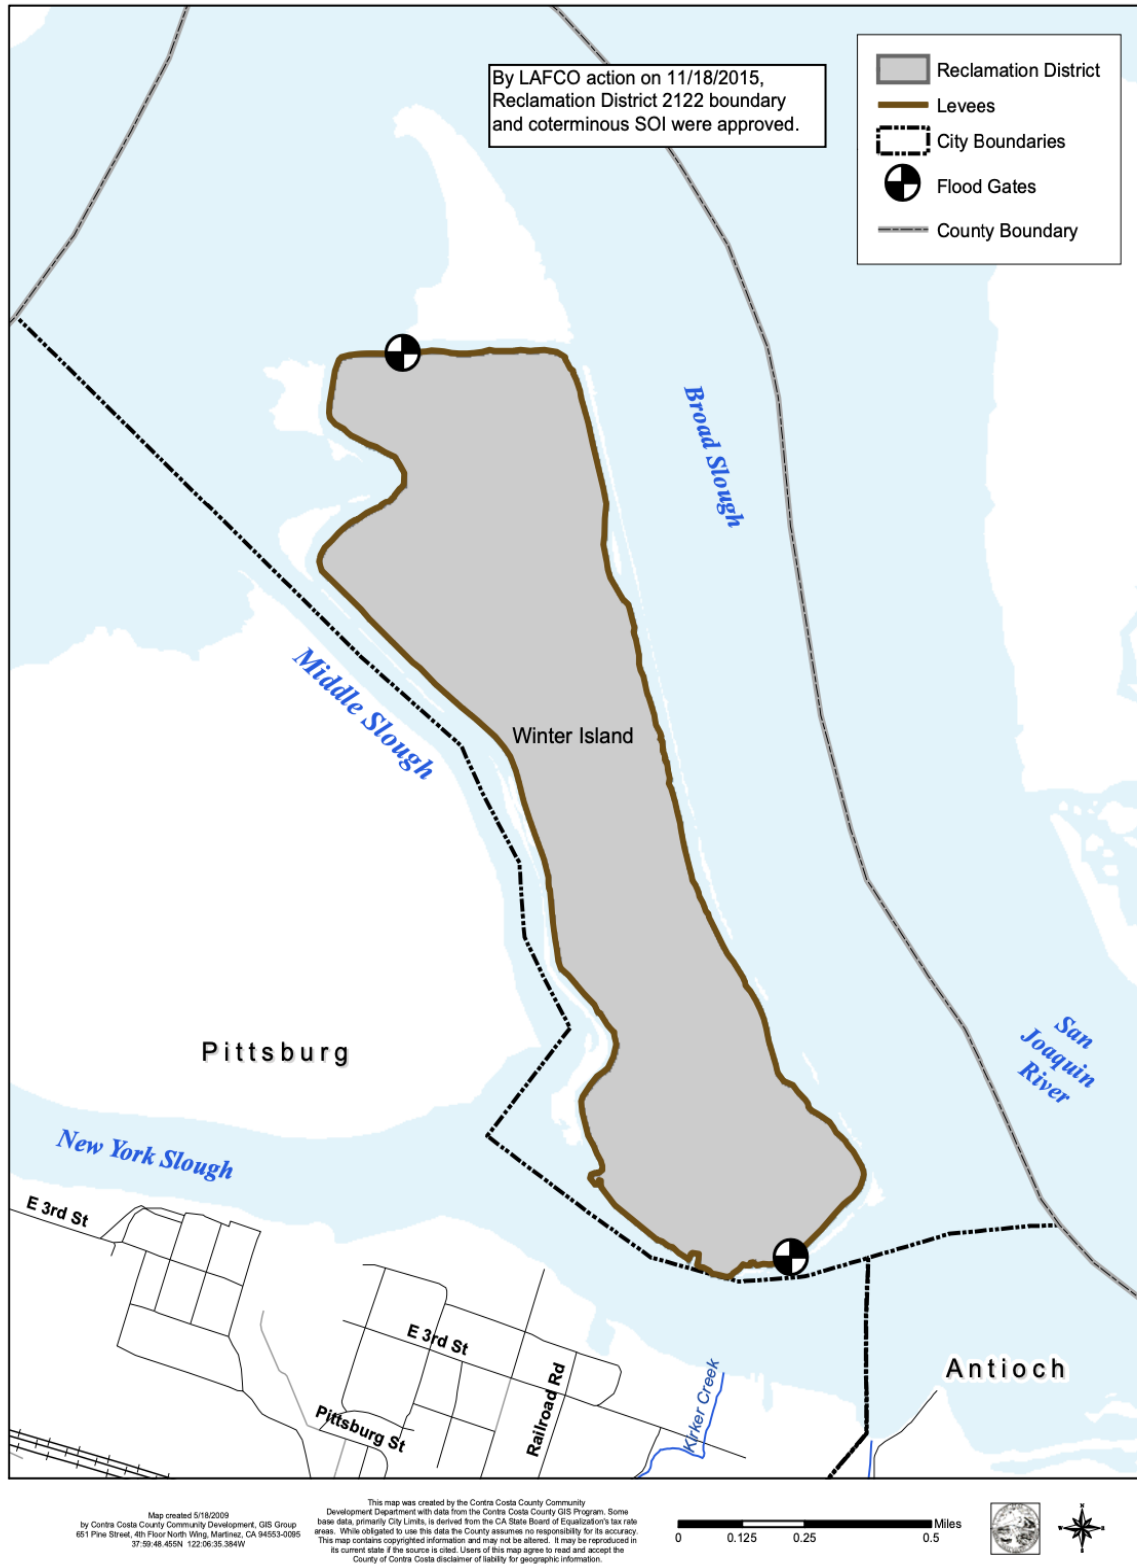 By LAFCO action on 11/18/2015,
Reclamation District 2122 boundary
and coterminous SOI were approved.
Reclamation District
Levees
City Boundaries
Flood Gates
County Boundary
Broad Slough
Middle Slough
Winter Island
San
Joaquin
River
Pittsburg
New York Slough
E 3rd St
E 3rd St
Railroad Rd
Pittsburg St
Kirker Creek
Antioch
Map created 5/18/2009
by Contra Costa County Community Development, GIS Group
651 Pine Street, 4th Floor North Wing, Martinez, CA 94553-0095
37:59:48.455N 122:06:35.384W
This map was created by the Contra Costa County Community
Development Department with data from the Contra Costa County GIS Program. Some
base data, primarily City Limits, is derived from the CA State Board of Equalization's tax rate
areas. While obligated to use this data the County assumes no responsibility for its accuracy.
This map contains copyrighted information and may not be altered. It may be reproduced in
its current state if the source is cited. Users of this map agree to read and accept the
County of Contra Costa disclaimer of liability for geographic information.
Miles
0 0.125 0.25 0.5